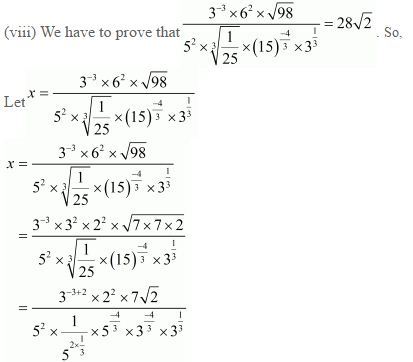 (viii) We have to prove that \frac{3^{-3} \times 6^{2} \times \sqrt{98}}{5^{2} \times \sqrt[3]{\frac{1}{25}} \times (15)^{\frac{-4}{3}} \times 3^{\frac{1}{3}}} = 28\sqrt{2} . So,
Let x = \frac{3^{-3} \times 6^{2} \times \sqrt{98}}{5^{2} \times \sqrt[3]{\frac{1}{25}} \times (15)^{\frac{-4}{3}} \times 3^{\frac{1}{3}}}
x = \frac{3^{-3} \times 6^{2} \times \sqrt{98}}{5^{2} \times \sqrt[3]{\frac{1}{25}} \times (15)^{\frac{-4}{3}} \times 3^{\frac{1}{3}}}
= \frac{3^{-3} \times 3^{2} \times 2^{2} \times \sqrt{7 \times 7 \times 2}}{5^{2} \times \sqrt[3]{\frac{1}{25}} \times (15)^{\frac{-4}{3}} \times 3^{\frac{1}{3}}}
= \frac{3^{-3+2} \times 2^{2} \times 7\sqrt{2}}{5^{2} \times \frac{1}{5^{2 \times \frac{1}{3}}} \times 5^{\frac{-4}{3}} \times 3^{\frac{-4}{3}} \times 3^{\frac{1}{3}}}